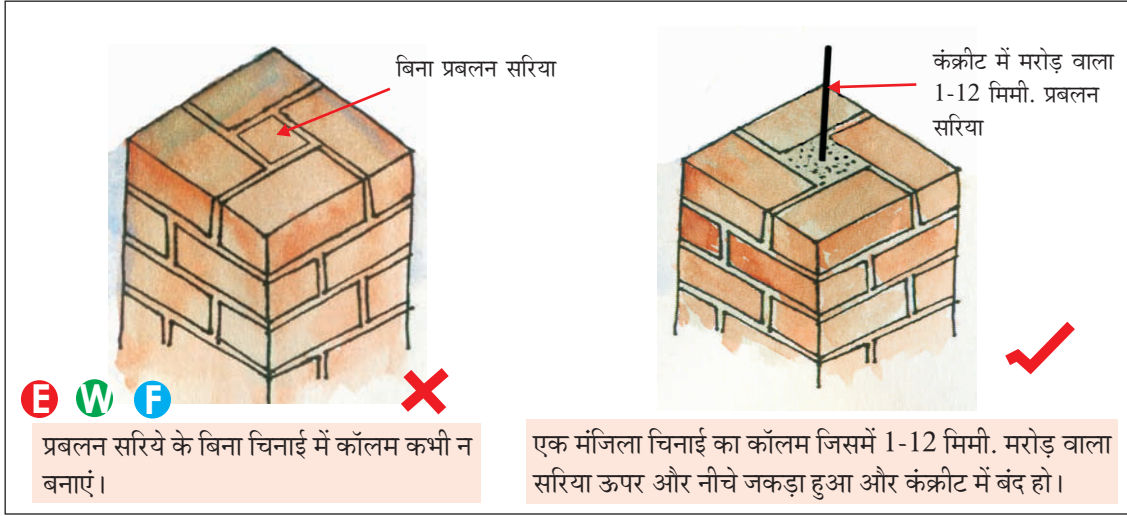 बिना प्रबलन सरिया
कंक्रीट में मरोड़ वाला
1-12 मिमी. प्रबलन
सरिया
E W F
प्रबलन सरिये के बिना चिनाई में कॉलम कभी न
बनाएं।
एक मंजिला चिनाई का कॉलम जिसमें 1-12 मिमी. मरोड़ वाला
सरिया ऊपर और नीचे जकड़ा हुआ और कंक्रीट में बंद हो।